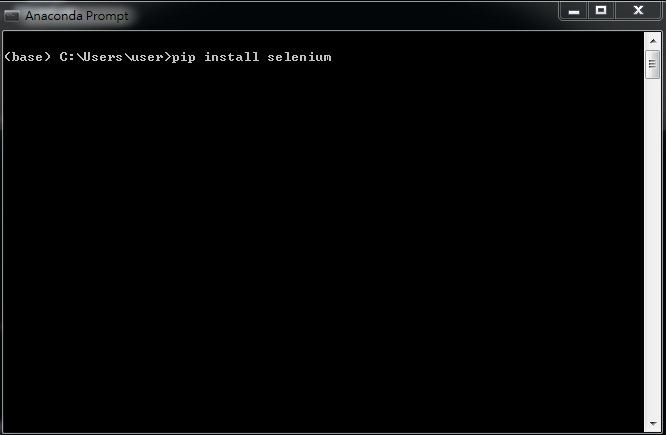 Anaconda Prompt
(base) C:\Users\user>pip install selenium